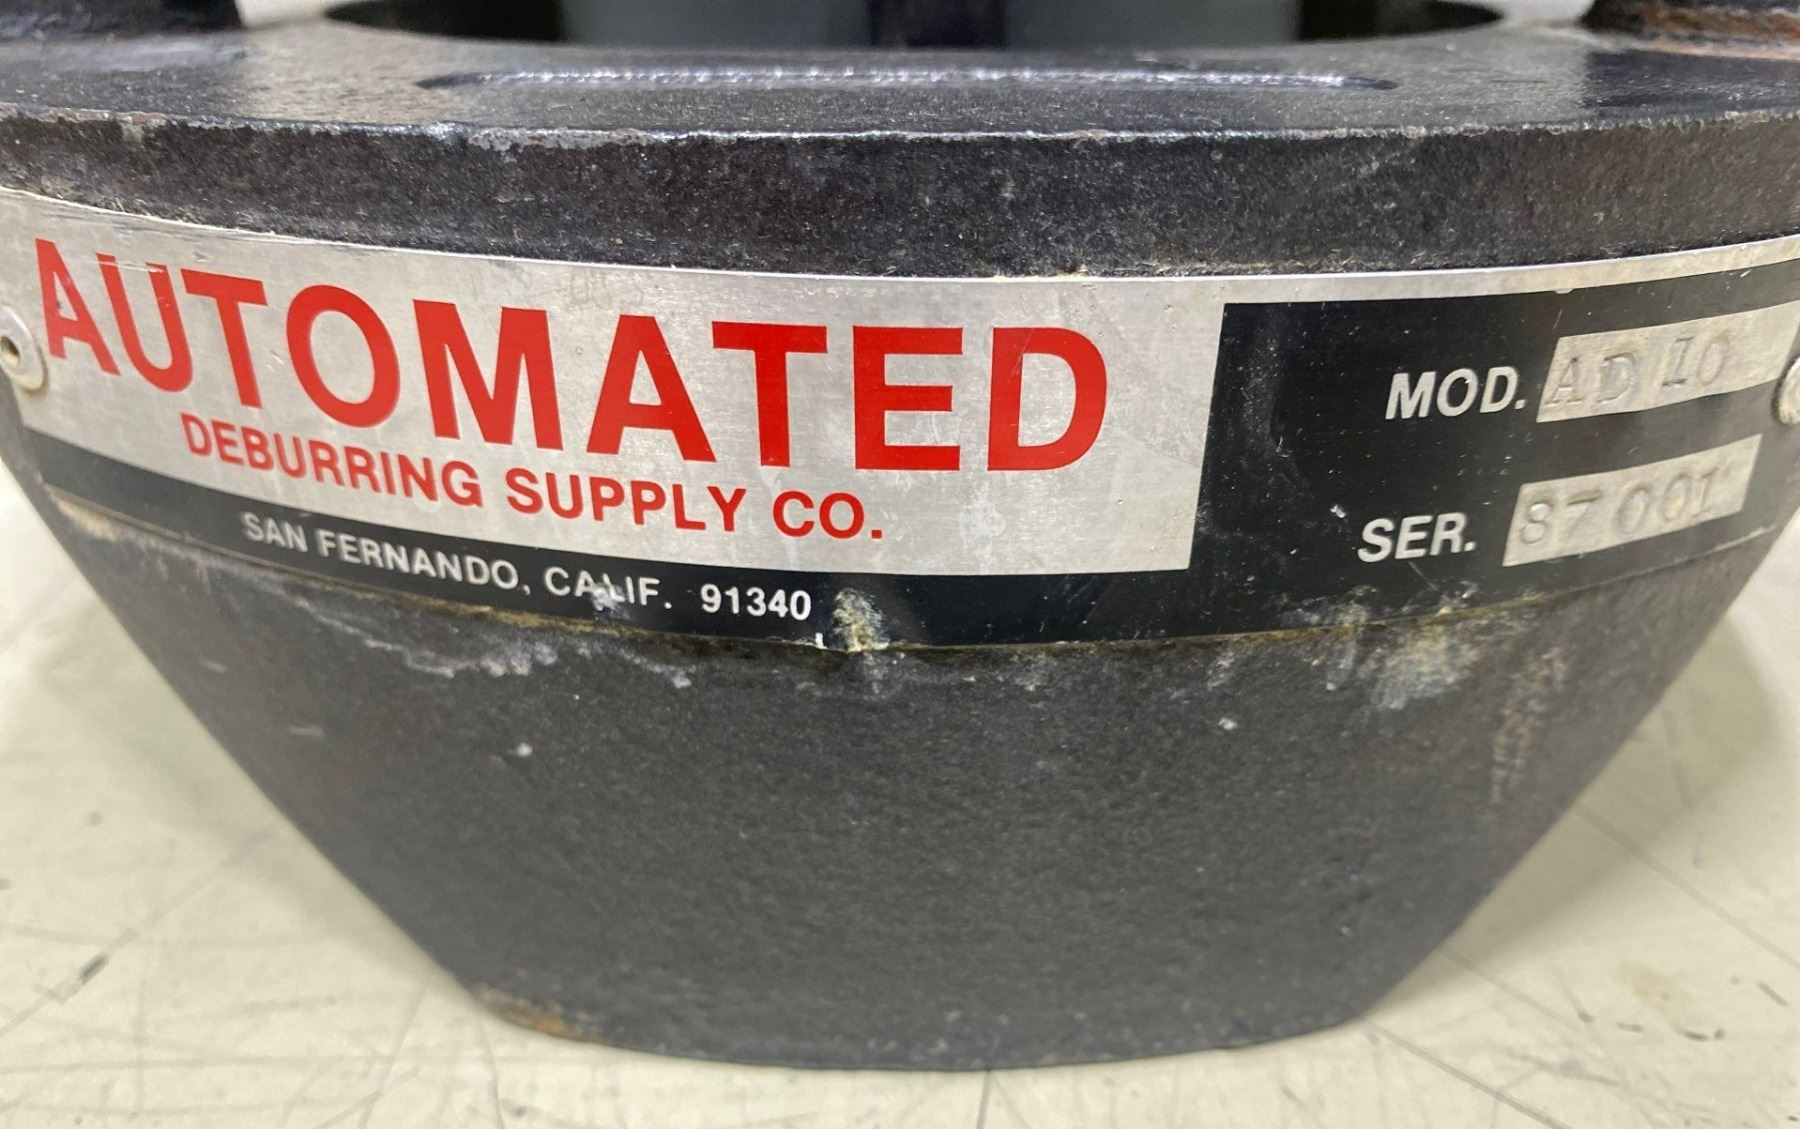 AUTOMATED
DEBURRING SUPPLY CO.
SAN FERNANDO, CALIF. 91340
MOD. AD 10
SER. 87001